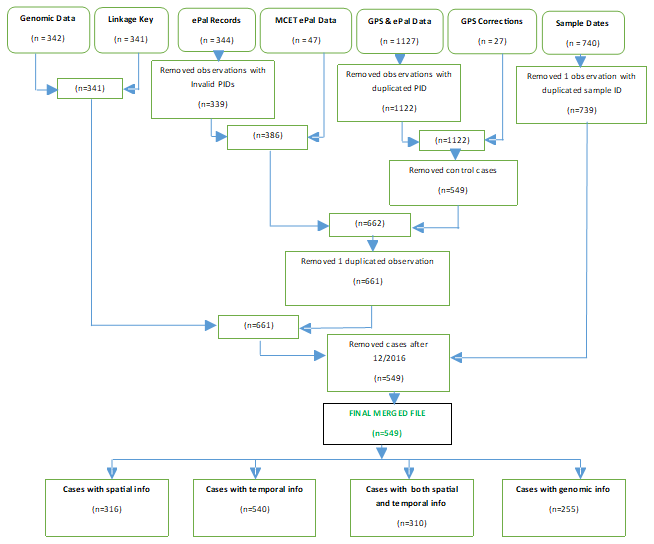 Genomic Data
(n = 342)
Linkage Key
(n = 341)
ePal Records
(n = 344)
MCET ePal Data
(n = 47)
GPS & ePal Data
(n = 1127)
GPS Corrections
(n = 27)
Sample Dates
(n = 740)
(n=341)
Removed observations with
Invalid PIDs
(n=339)
Removed observations with
duplicated PID
(n=1122)
Removed 1 observation with
duplicated sample ID
(n=739)
(n=386)
(n=1122)
Removed control cases
(n=549)
(n=662)
Removed 1 duplicated observation
(n=661)
(n=661)
Removed cases after
12/2016
(n=549)
FINAL MERGED FILE
(n=549)
Cases with spatial info
(n=316)
Cases with temporal info
(n=540)
Cases with both spatial
and temporal info
(n=310)
Cases with genomic info
(n=255)